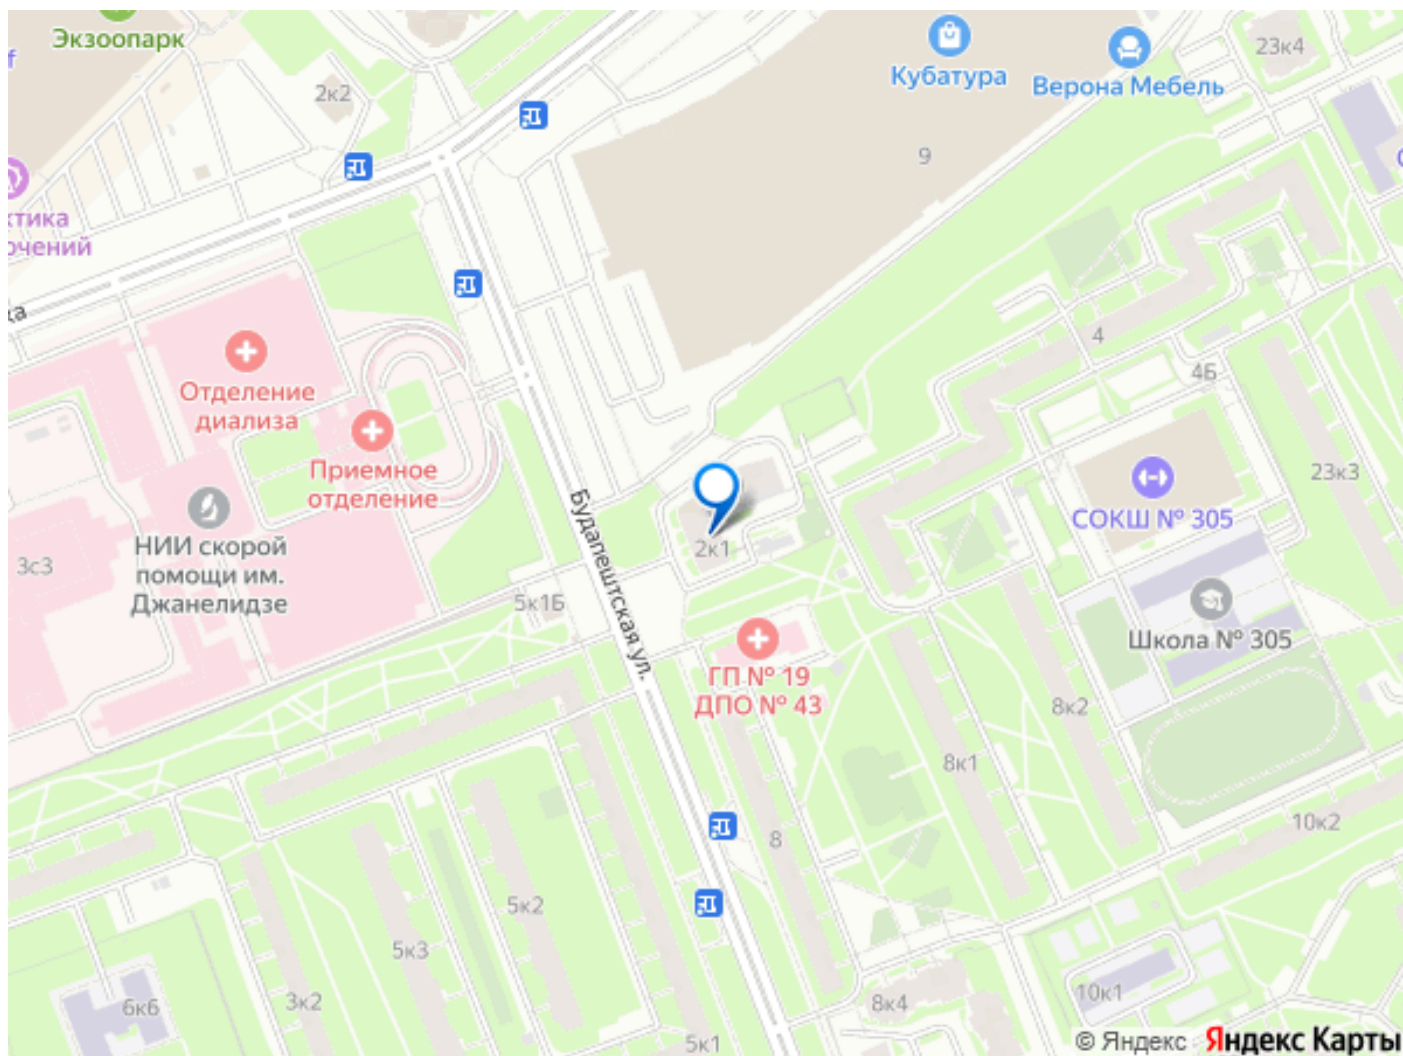 Экзоопарк
2к2
Кубатура
Верона Мебель
23к4
9
ктика
очений
ца
Отделение
диализа
Приемное
отделение
НИИ скорой
помощи им.
Джанелидзе
3с3
5к1Б
Будапештская ул.
2к1
4
4Б
23к3
СОКШ № 305
Школа № 305
ГП № 19
ДПО № 43
8к2
8к1
8
10к2
5к2
5к3
3к2
6к6
5к1
8к4
10к1
© Яндекс Яндекс Карты